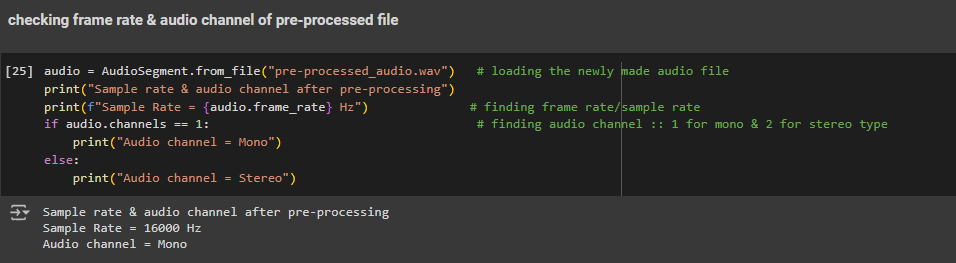 checking frame rate & audio channel of pre-processed file
[25] audio = AudioSegment.from_file("pre-processed_audio.wav")   # loading the newly made audio file
print("Sample rate & audio channel after pre-processing")
print(f"Sample Rate = {audio.frame_rate} Hz")   # finding frame rate/sample rate
if audio.channels == 1:   # finding audio channel :: 1 for mono & 2 for stereo type
    print("Audio channel = Mono")
else:
    print("Audio channel = Stereo")
Sample rate & audio channel after pre-processing
Sample Rate = 16000 Hz
Audio channel = Mono